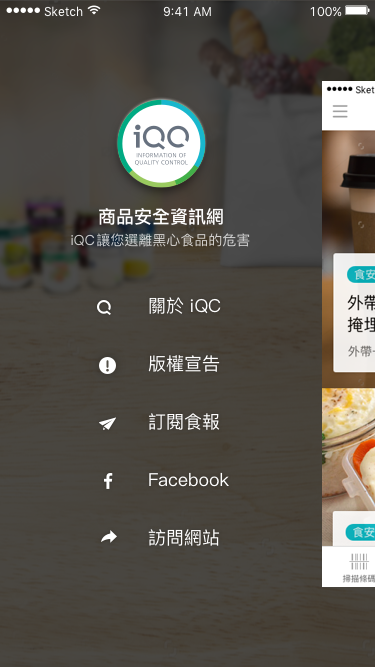 Sketch 9:41 AM 100%
iQC
INFORMATION OF
QUALITY CONTROL
商品安全資訊網
iQC讓您遠離黑心食品的危害
關於 iQC
版權宣告
訂閱食報
Facebook
訪問網站
Sket
食安
外帶
掩埋
外帶
食安
掃描條碼